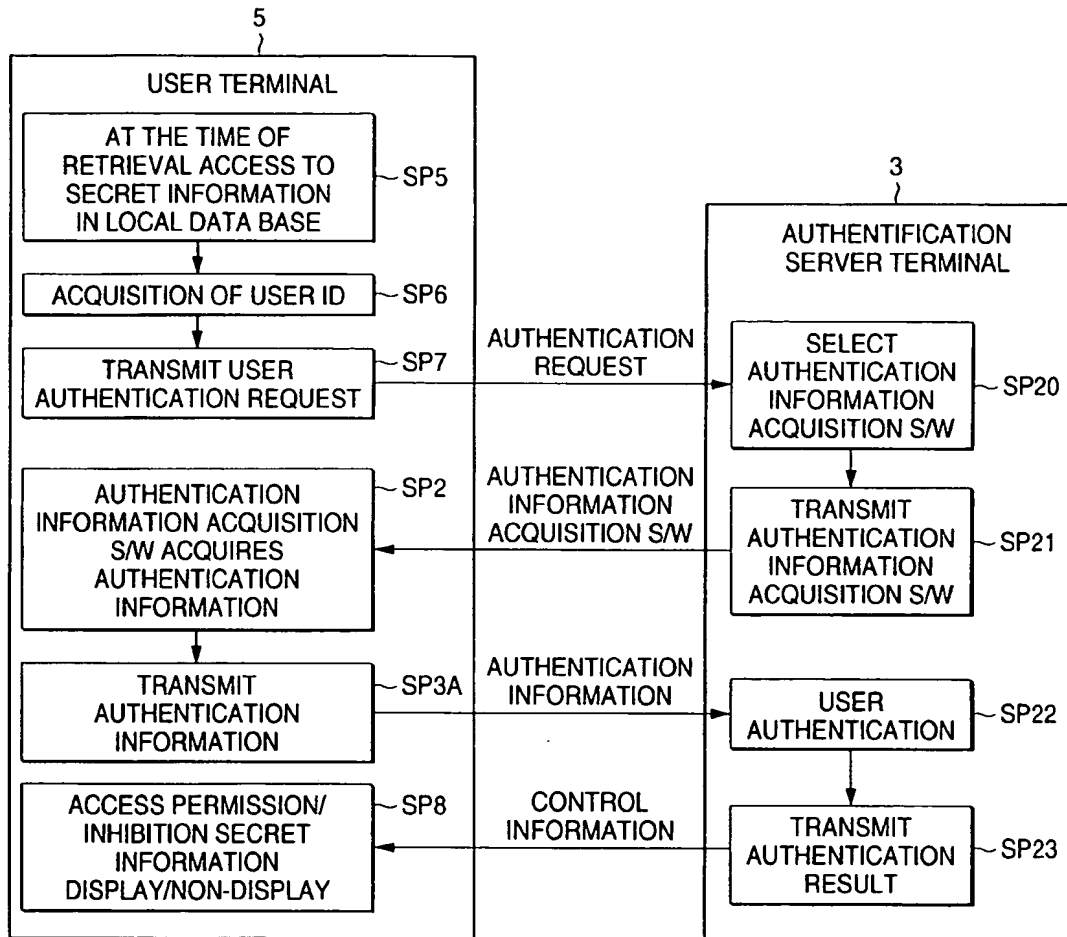 5
USER TERMINAL
AT THE TIME OF
RETRIEVAL ACCESS TO
SECRET INFORMATION
IN LOCAL DATA BASE
SP5
ACQUISITION OF USER ID
SP6
TRANSMIT USER
AUTHENTICATION REQUEST
SP7
AUTHENTICATION
REQUEST
3
AUTHENTIFICATION
SERVER TERMINAL
SELECT
AUTHENTICATION
INFORMATION
ACQUISITION S/W
SP20
TRANSMIT
AUTHENTICATION
INFORMATION
ACQUISITION S/W
SP21
AUTHENTICATION
INFORMATION
ACQUISITION S/W
AUTHENTICATION
INFORMATION ACQUISITION
S/W ACQUIRES
AUTHENTICATION
INFORMATION
SP2
TRANSMIT
AUTHENTICATION
INFORMATION
SP3A
AUTHENTICATION
INFORMATION
USER
AUTHENTICATION
SP22
TRANSMIT
AUTHENTICATION
RESULT
SP23
CONTROL
INFORMATION
ACCESS PERMISSION/
INHIBITION SECRET
INFORMATION
DISPLAY/NON-DISPLAY
SP8